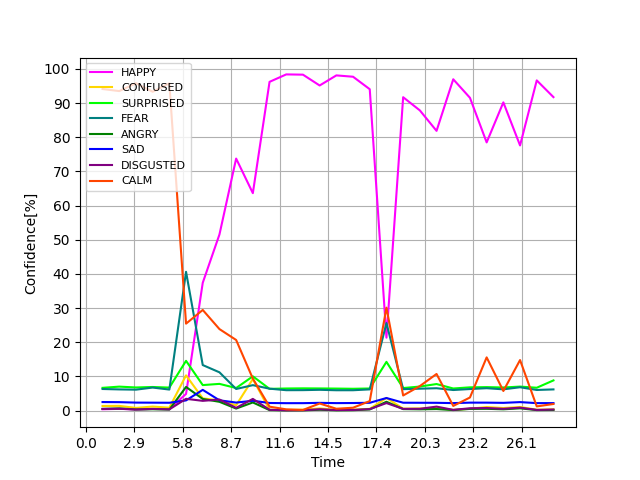 100
90
80
70
60
50
40
30
20
10
0
Confidence[%]
HAPPY
CONFUSED
SURPRISED
FEAR
ANGRY
SAD
DISGUSTED
CALM
0.0 2.9 5.8 8.7 11.6 14.5 17.4 20.3 23.2 26.1
Time